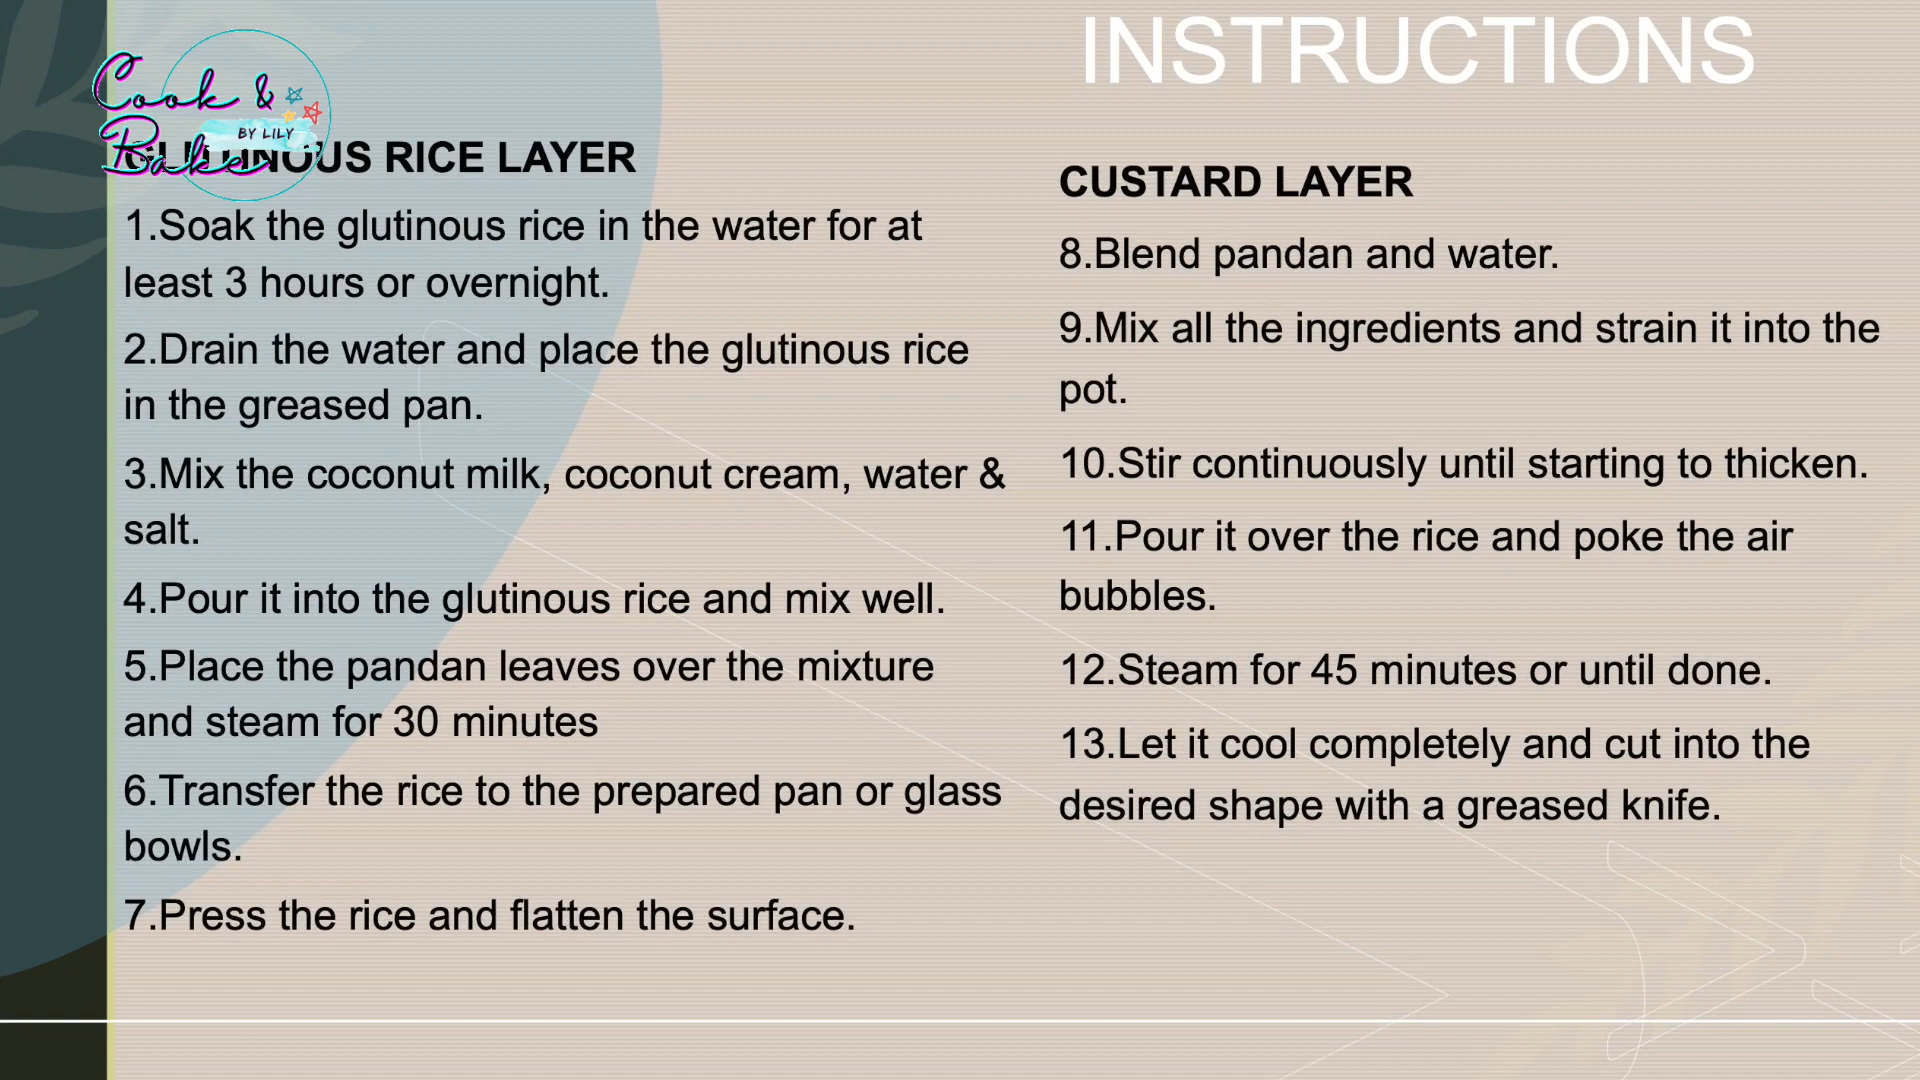 INSTRUCTIONS
Cook &
Bake
BY LILY
GLUTINOUS RICE LAYER
1.Soak the glutinous rice in the water for at
least 3 hours or overnight.
2.Drain the water and place the glutinous rice
in the greased pan.
3.Mix the coconut milk, coconut cream, water &
salt.
4.Pour it into the glutinous rice and mix well.
5.Place the pandan leaves over the mixture
and steam for 30 minutes
6.Transfer the rice to the prepared pan or glass
bowls.
7.Press the rice and flatten the surface.
CUSTARD LAYER
8.Blend pandan and water.
9.Mix all the ingredients and strain it into the
pot.
10.Stir continuously until starting to thicken.
11.Pour it over the rice and poke the air
bubbles.
12.Steam for 45 minutes or until done.
13.Let it cool completely and cut into the
desired shape with a greased knife.